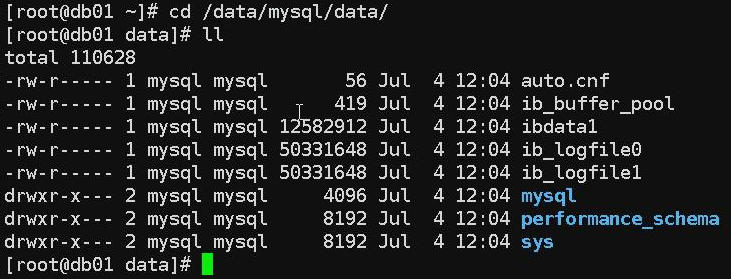 [root@db01 ~]# cd /data/mysql/data/
[root@db01 data]# ll
total 110628
-rw-r----- 1 mysql mysql       56 Jul  4 12:04 auto.cnf
-rw-r----- 1 mysql mysql      419 Jul  4 12:04 ib_buffer_pool
-rw-r----- 1 mysql mysql 12582912 Jul  4 12:04 ibdata1
-rw-r----- 1 mysql mysql 50331648 Jul  4 12:04 ib_logfile0
-rw-r----- 1 mysql mysql 50331648 Jul  4 12:04 ib_logfile1
drwxr-x--- 2 mysql mysql     4096 Jul  4 12:04 mysql
drwxr-x--- 2 mysql mysql     8192 Jul  4 12:04 performance_schema
drwxr-x--- 2 mysql mysql     8192 Jul  4 12:04 sys
[root@db01 data]#